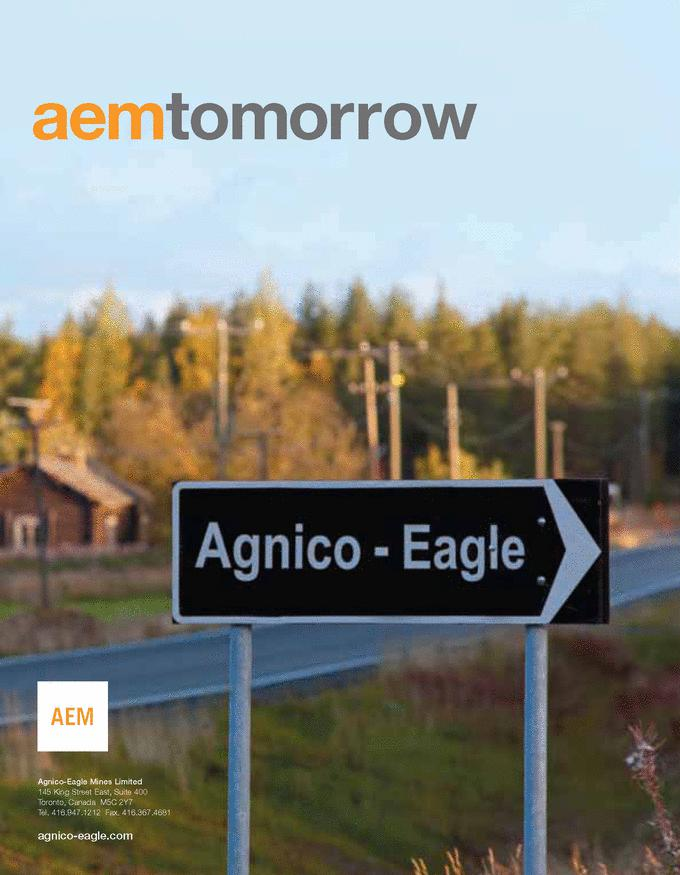 aemtomorrow
Agnico - Eagle
AEM
Agnico-Eagle Mines Limited
145 King Street East, Suite 400
Toronto, Canada M5C 2Y7
Tel. 416.947.1212 Fax. 416.367.4681
agnico-eagle.com